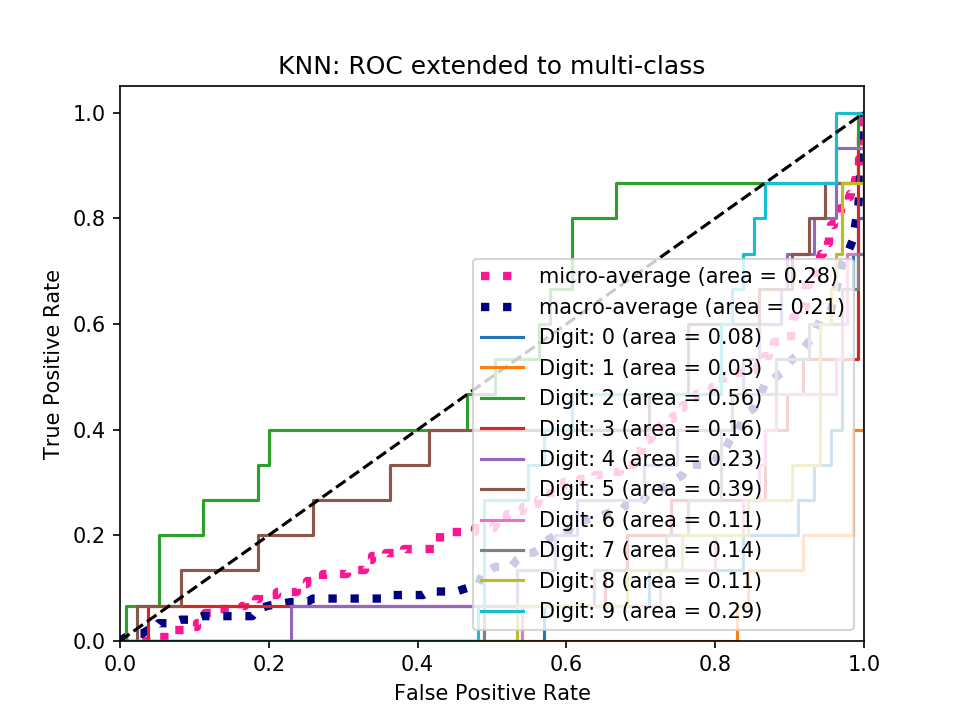 KNN: ROC extended to multi-class
True Positive Rate
1.0
0.8
0.6
0.4
0.2
0.0
micro-average (area = 0.28)
macro-average (area = 0.21)
Digit: 0 (area = 0.08)
Digit: 1 (area = 0.03)
Digit: 2 (area = 0.56)
Digit: 3 (area = 0.16)
Digit: 4 (area = 0.23)
Digit: 5 (area = 0.39)
Digit: 6 (area = 0.11)
Digit: 7 (area = 0.14)
Digit: 8 (area = 0.11)
Digit: 9 (area = 0.29)
0.0 0.2 0.4 0.6 0.8 1.0
False Positive Rate